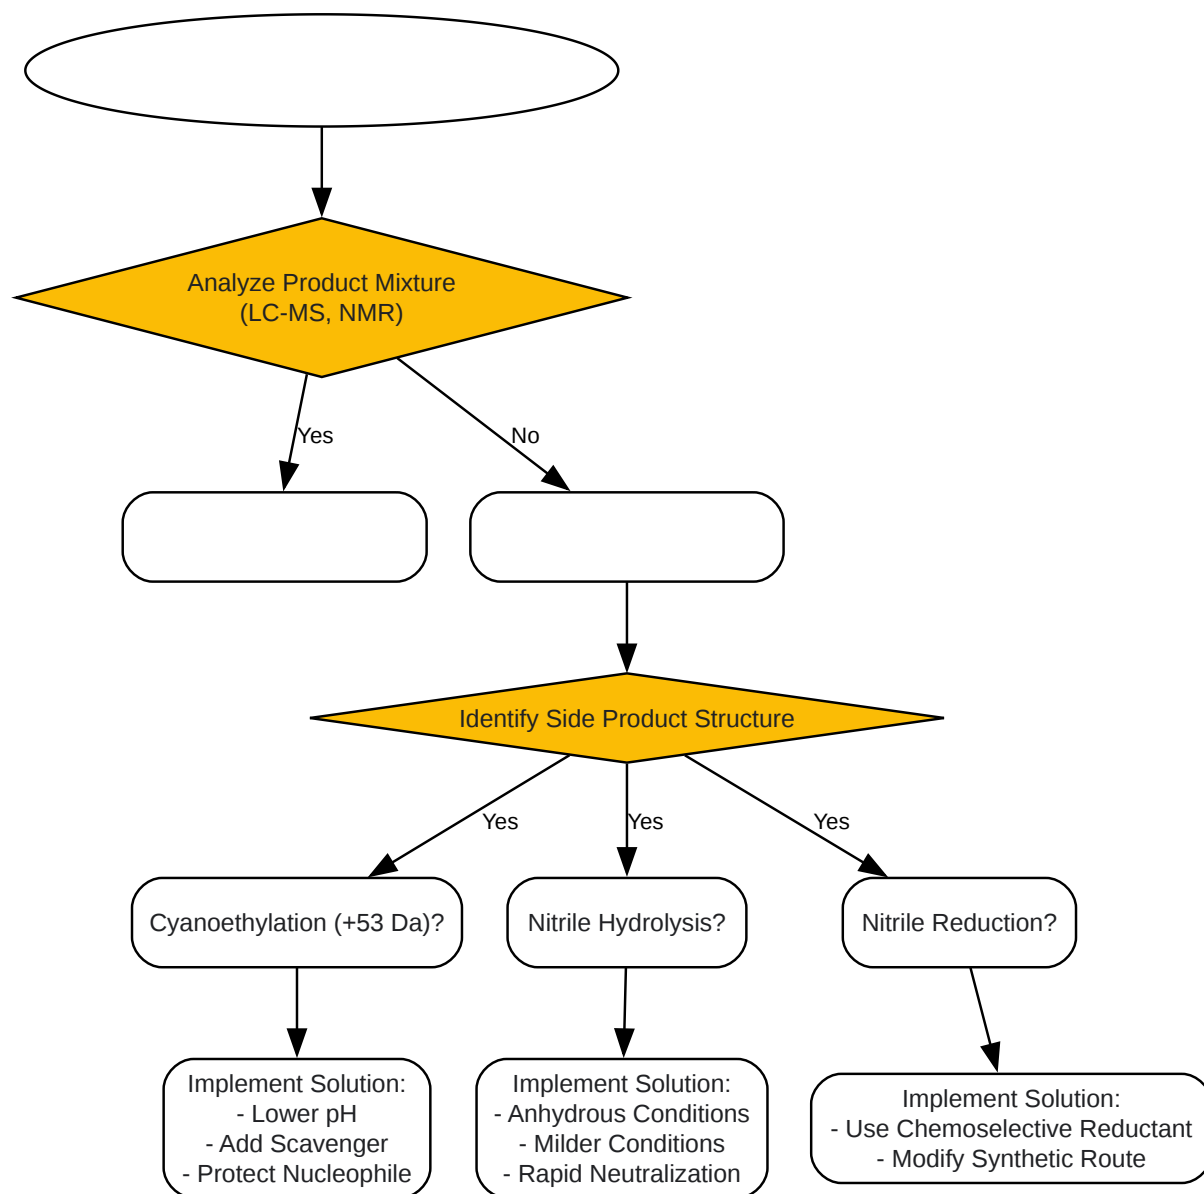 Analyze Product Mixture
(LC-MS, NMR)
Yes
No
Identify Side Product Structure
Yes
Yes
Yes
Cyanoethylation (+53 Da)?
Nitrile Hydrolysis?
Nitrile Reduction?
Implement Solution:
- Lower pH
- Add Scavenger
- Protect Nucleophile
Implement Solution:
- Anhydrous Conditions
- Milder Conditions
- Rapid Neutralization
Implement Solution:
- Use Chemoselective Reductant
- Modify Synthetic Route